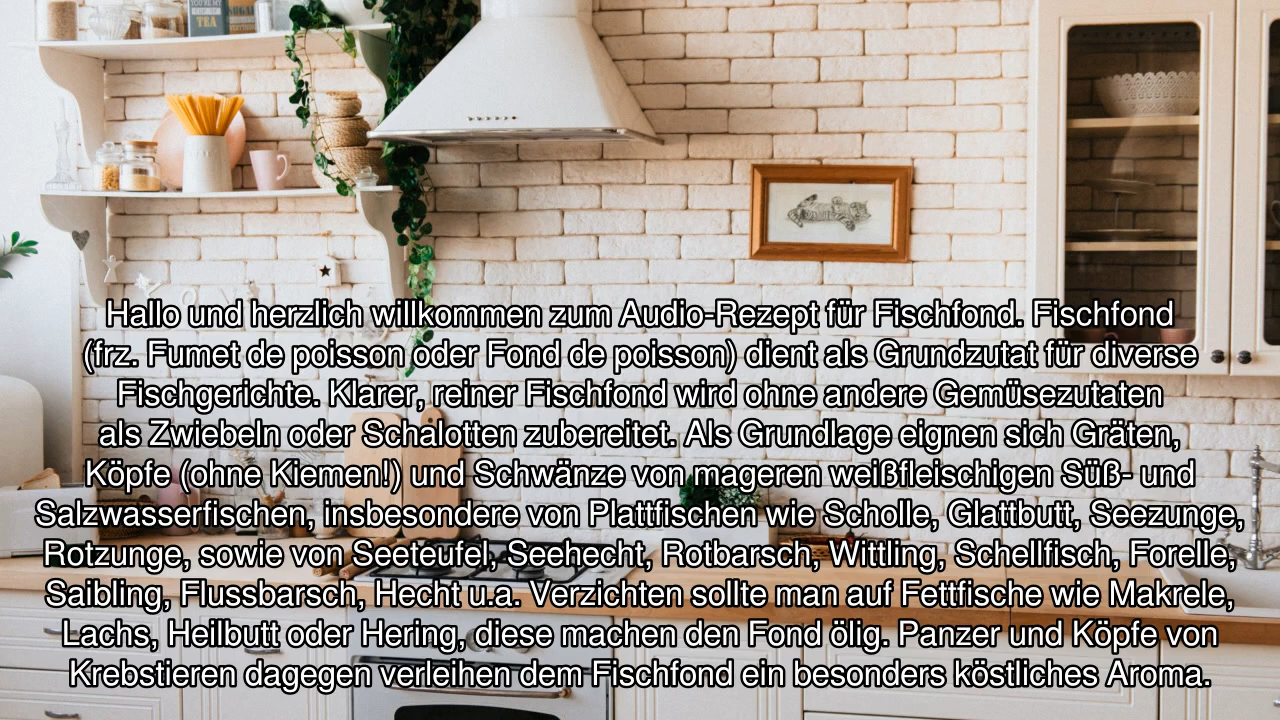 TEA
Hallo und herzlich willkommen zum Audio-Rezept für Fischfond. Fischfond
(frz. Fumet de poisson oder Fond de poisson) dient als Grundzutat für diverse
Fischgerichte. Klarer, reiner Fischfond wird ohne andere Gemüsezutaten
als Zwiebeln oder Schalotten zubereitet. Als Grundlage eignen sich Gräten,
Köpfe (ohne Kiemen!) und Schwänze von mageren weißfleischigen Süß- und
Salzwasserfischen, insbesondere von Plattfischen wie Scholle, Glattbutt, Seezunge,
Rotzunge, sowie von Seeteufel, Seehecht, Rotbarsch, Wittling, Schellfisch, Forelle,
Saibling, Flussbarsch, Hecht u.a. Verzichten sollte man auf Fettfische wie Makrele,
Lachs, Heilbutt oder Hering, diese machen den Fond ölig. Panzer und Köpfe von
Krebstieren dagegen verleihen dem Fischfond ein besonders köstliches Aroma.